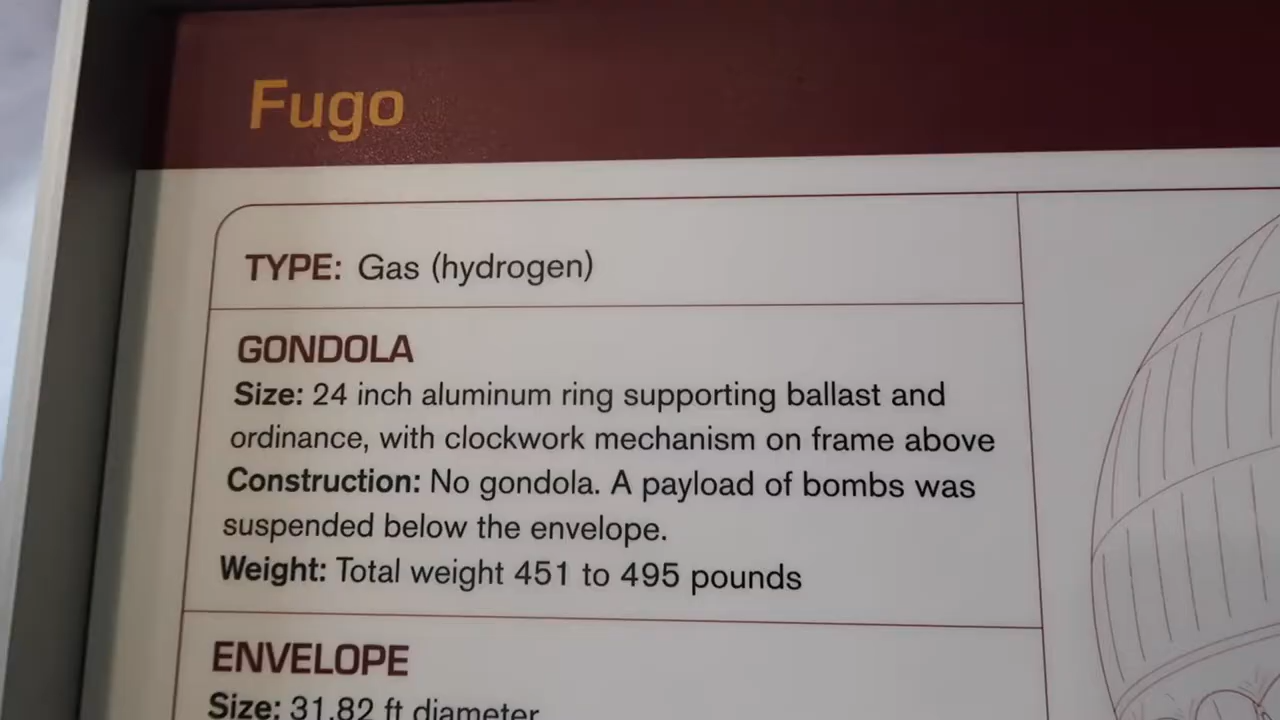 Fugo
TYPE: Gas (hydrogen)
GONDOLA
Size: 24 inch aluminum ring supporting ballast and
ordinance, with clockwork mechanism on frame above
Construction: No gondola. A payload of bombs was
suspended below the envelope.
Weight: Total weight 451 to 495 pounds
ENVELOPE
Size: 31.82 ft diameter